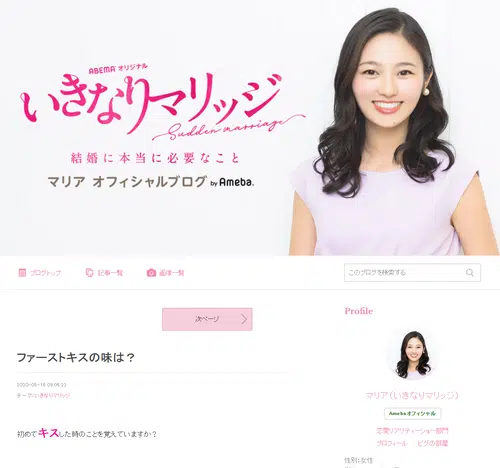 ABEMA オリジナル
いきなりマリッジ
Sudden marriage
結婚に本当に必要なこと
マリア オフィシャルブログ by Ameba.
ブログトップ
記事一覧
画像一覧
このブログを検索する
次ページ
Profile
ファーストキスの味は？
テーマ：いきなりマリッジ
初めてキスした時のことを覚えていますか？
マリア(いきなりマリッジ)
Amebaオフィシャル
恋愛リアリティーショー部門
プロフィール
ピグの部屋
性別：女性